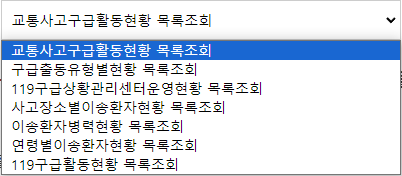 교통사고구급활동현황 목록조회
교통사고구급활동현황 목록조회
구급출동유형별현황 목록조회
119구급상황관리센터운영현황 목록조회
사고장소별이송환자현황 목록조회
이송환자병력현황 목록조회
연령별이송환자현황 목록조회
119구급활동현황 목록조회